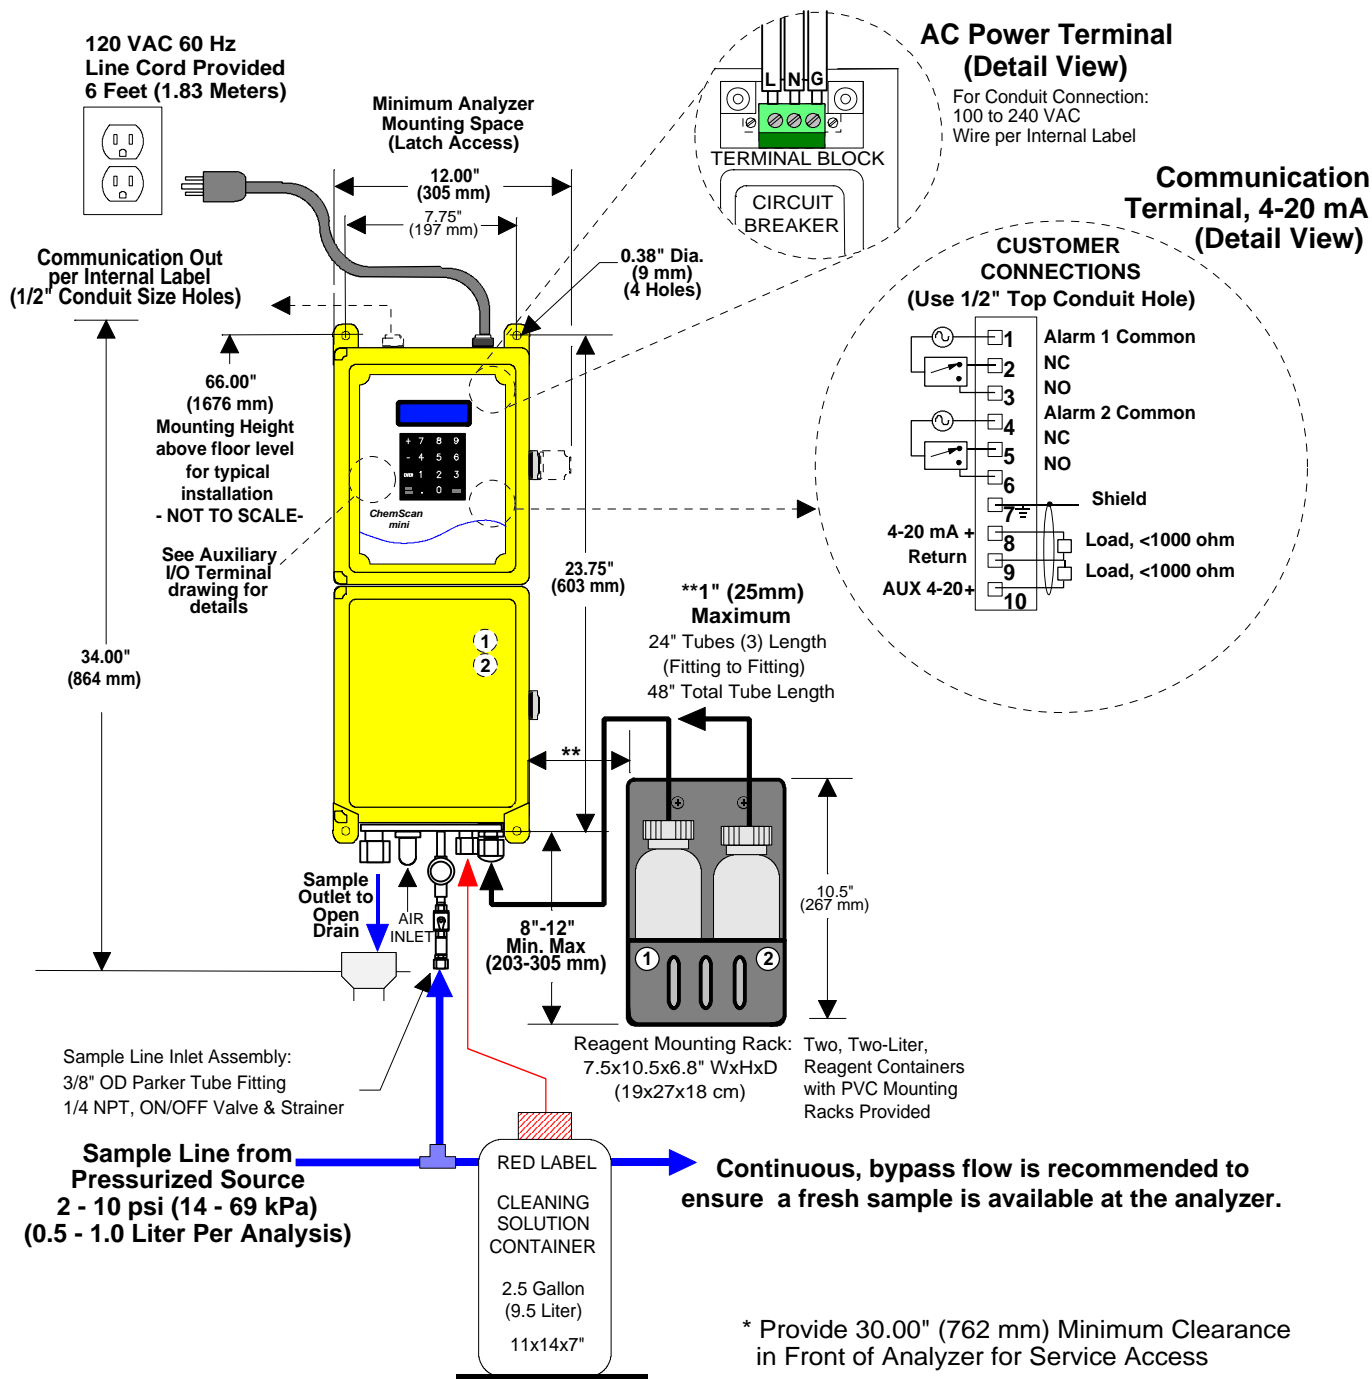 120 VAC 60 Hz
Line Cord Provided
6 Feet (1.83 Meters)
Minimum Analyzer
Mounting Space
(Latch Access)
12.00"
(305 mm)
7.75"
(197 mm)
L N G
TERMINAL BLOCK
CIRCUIT
BREAKER
AC Power Terminal
(Detail View)
For Conduit Connection:
100 to 240 VAC
Wire per Internal Label
Communication
Terminal, 4-20 mA
(Detail View)
CUSTOMER
CONNECTIONS
(Use 1/2" Top Conduit Hole)
1 Alarm 1 Common
2 NC
3 NO
4 Alarm 2 Common
5 NC
6 NO
7 Shield
4-20 mA + 8 Load, <1000 ohm
Return 9 Load, <1000 ohm
AUX 4-20+ 10
Communication Out
per Internal Label
(1/2" Conduit Size Holes)
0.38" Dia.
(9 mm)
(4 Holes)
66.00"
(1676 mm)
Mounting Height
above floor level
for typical
installation
- NOT TO SCALE-
+ 7 8 9
- 4 5 6
1 2 3
. 0
ChemScan
mini
See Auxiliary
I/O Terminal
drawing for
details
23.75"
(603 mm)
34.00"
(864 mm)
1
2
**1" (25mm)
Maximum
24" Tubes (3) Length
(Fitting to Fitting)
48" Total Tube Length
**
10.5"
(267 mm)
1 2
Sample
Outlet to
Open
Drain
AIR
INLET
8"-12"
Min. Max
(203-305 mm)
Reagent Mounting Rack:
7.5x10.5x6.8" WxHxD
(19x27x18 cm)
Two, Two-Liter,
Reagent Containers
with PVC Mounting
Racks Provided
Sample Line Inlet Assembly:
3/8" OD Parker Tube Fitting
1/4 NPT, ON/OFF Valve & Strainer
Sample Line from
Pressurized Source
2 - 10 psi (14 - 69 kPa)
(0.5 - 1.0 Liter Per Analysis)
RED LABEL
CLEANING
SOLUTION
CONTAINER
2.5 Gallon
(9.5 Liter)
11x14x7"
Continuous, bypass flow is recommended to
ensure a fresh sample is available at the analyzer.
* Provide 30.00" (762 mm) Minimum Clearance
in Front of Analyzer for Service Access